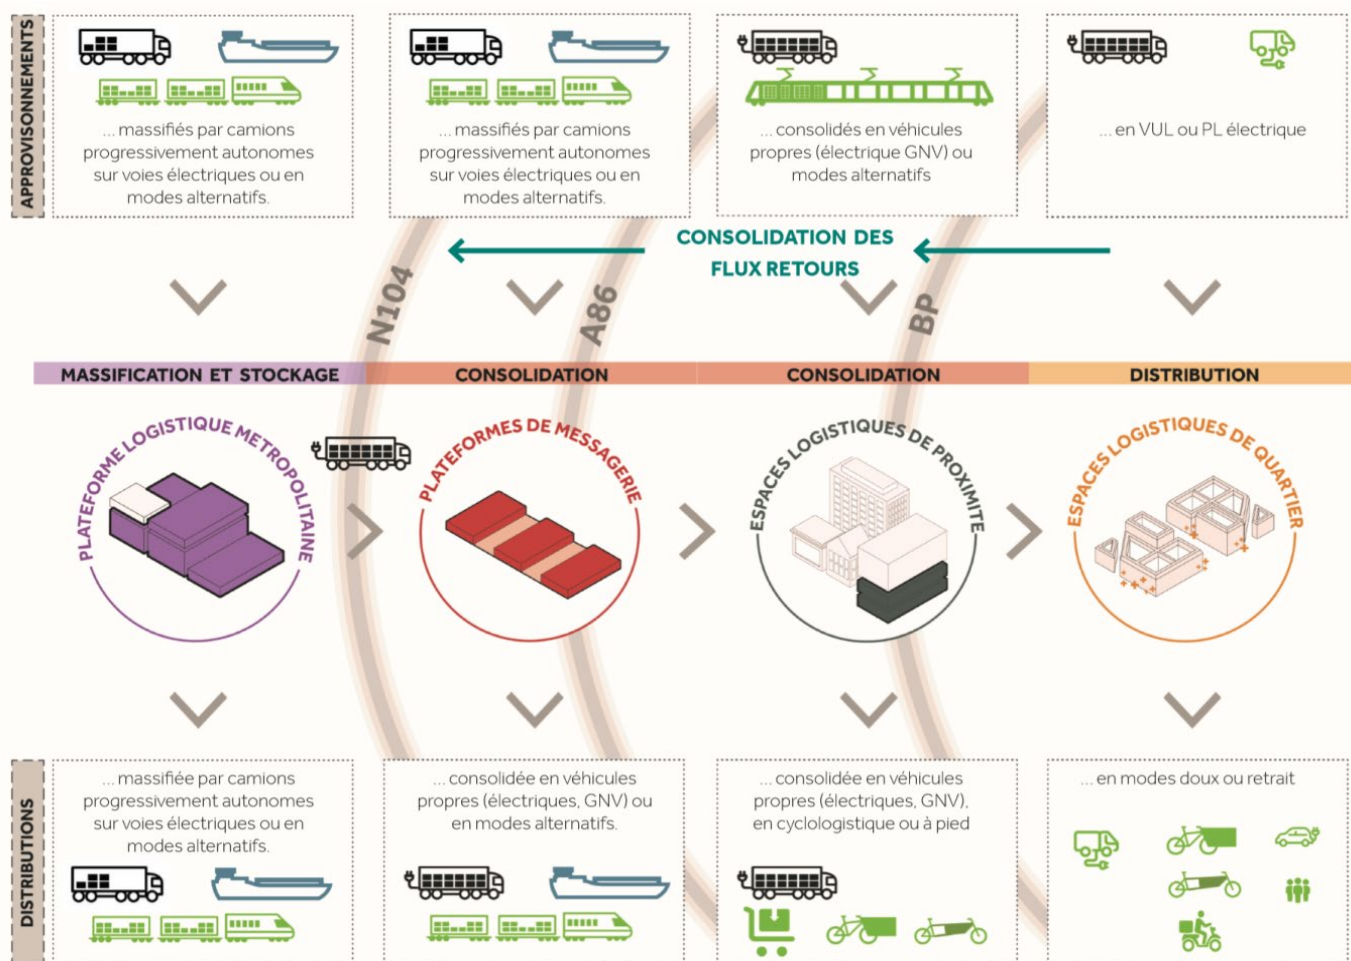 APPROVISIONNEMENTS
... massifiés par camions
progressivement autonomes
sur voies électriques ou en
modes alternatifs.
... massifiés par camions
progressivement autonomes
sur voies électriques ou en
modes alternatifs.
... consolidés en véhicules
propres (électrique GNV) ou
modes alternatifs
... en VUL ou PL électrique
CONSOLIDATION DES
FLUX RETOURS
N104
A86
BP
MASSIFICATION ET STOCKAGE
CONSOLIDATION
CONSOLIDATION
DISTRIBUTION
PLATEFORME LOGISTIQUE METROPOLITAINE
PLATEFORMES DE MESSAGERIE
ESPACES LOGISTIQUES DE PROXIMITE
ESPACES LOGISTIQUES DE QUARTIER
DISTRIBUTIONS
... massifiée par camions
progressivement autonomes
sur voies électriques ou en
modes alternatifs.
... consolidée en véhicules
propres (électriques, GNV) ou
en modes alternatifs.
... consolidée en véhicules
propres (électriques, GNV),
en cyclologistique ou à pied
... en modes doux ou retrait